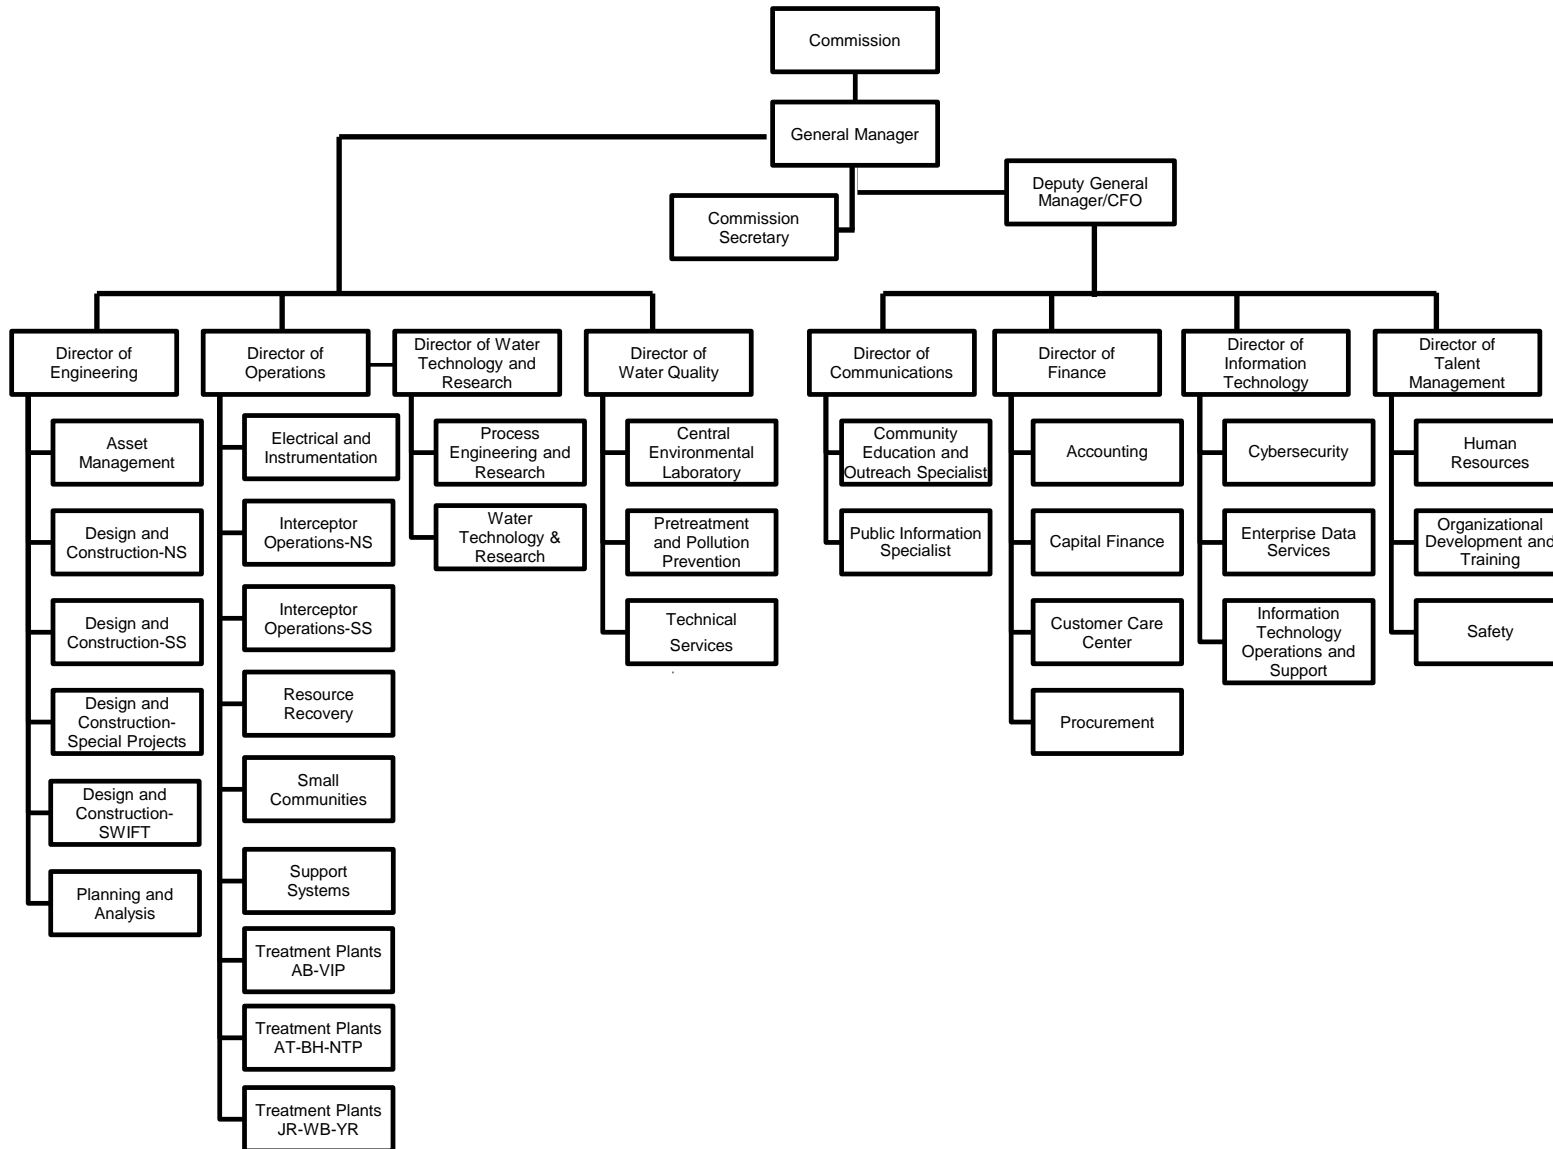 Commission
General Manager
Deputy General
Manager/CFO
Commission
Secretary
Director of
Engineering
Director of
Operations
Director of Water
Technology and
Research
Director of
Water Quality
Director of
Communications
Director of
Finance
Director of
Information
Technology
Director of
Talent
Management
Asset
Management
Design and
Construction-NS
Design and
Construction-SS
Design and
Construction-
Special Projects
Design and
Construction-
SWIFT
Planning and
Analysis
Electrical and
Instrumentation
Interceptor
Operations-NS
Interceptor
Operations-SS
Resource
Recovery
Small
Communities
Support
Systems
Treatment Plants
AB-VIP
Treatment Plants
AT-BH-NTP
Treatment Plants
JR-WB-YR
Process
Engineering and
Research
Water
Technology &
Research
Central
Environmental
Laboratory
Pretreatment
and Pollution
Prevention
Technical
Services
Community
Education and
Outreach Specialist
Public Information
Specialist
Accounting
Capital Finance
Customer Care
Center
Procurement
Cybersecurity
Enterprise Data
Services
Information
Technology
Operations and
Support
Human
Resources
Organizational
Development and
Training
Safety